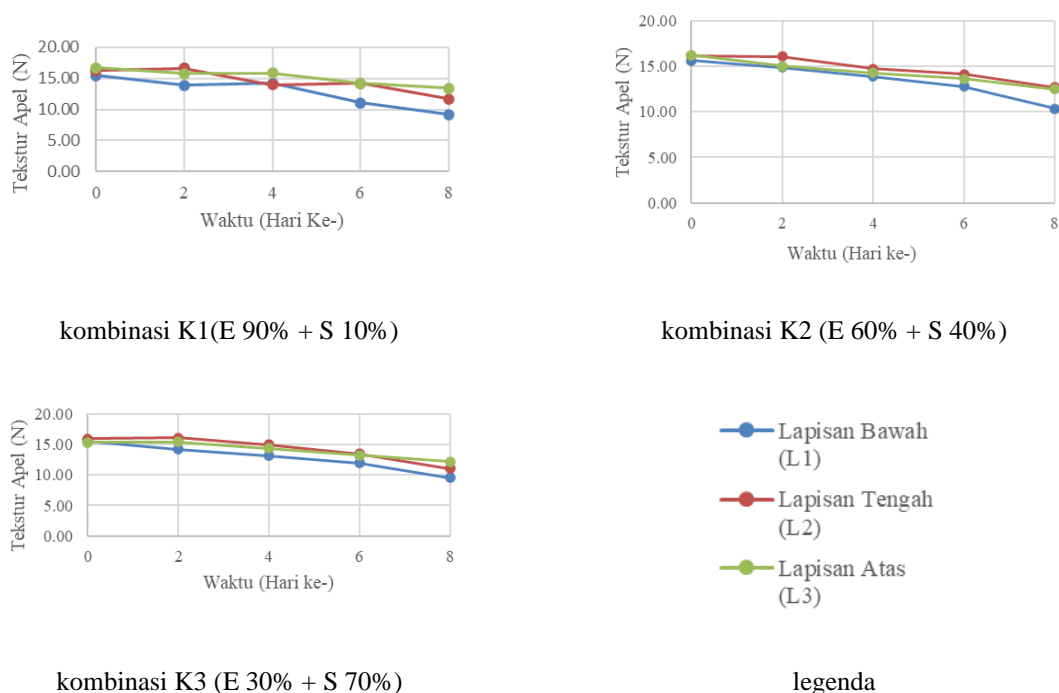 20.00
15.00
10.00
5.00
0.00
Tekstur Apel (N)
0 2 4 6 8
Waktu (Hari Ke-)
kombinasi K1(E 90% + S 10%)
20.00
15.00
10.00
5.00
0.00
Tekstur Apel (N)
0 2 4 6 8
Waktu (Hari ke-)
kombinasi K2 (E 60% + S 40%)
20.00
15.00
10.00
5.00
0.00
Tekstur Apel (N)
0 2 4 6 8
Waktu (Hari ke-)
kombinasi K3 (E 30% + S 70%)
Lapisan Bawah
(L1)
Lapisan Tengah
(L2)
Lapisan Atas
(L3)
legenda